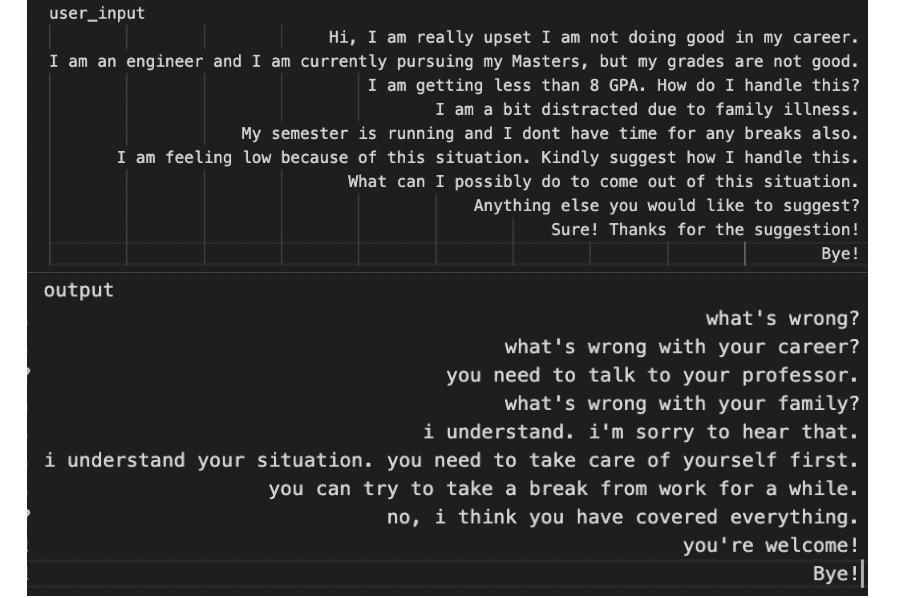 user_input
Hi, I am really upset I am not doing good in my career.
I am an engineer and I am currently pursuing my Masters, but my grades are not good.
I am getting less than 8 GPA. How do I handle this?
I am a bit distracted due to family illness.
My semester is running and I dont have time for any breaks also.
I am feeling low because of this situation. Kindly suggest how I handle this.
What can I possibly do to come out of this situation.
Anything else you would like to suggest?
Sure! Thanks for the suggestion!
Bye!
output
what's wrong?
what's wrong with your career?
you need to talk to your professor.
what's wrong with your family?
i understand. i'm sorry to hear that.
i understand your situation. you need to take care of yourself first.
you can try to take a break from work for a while.
no, i think you have covered everything.
you're welcome!
Bye!